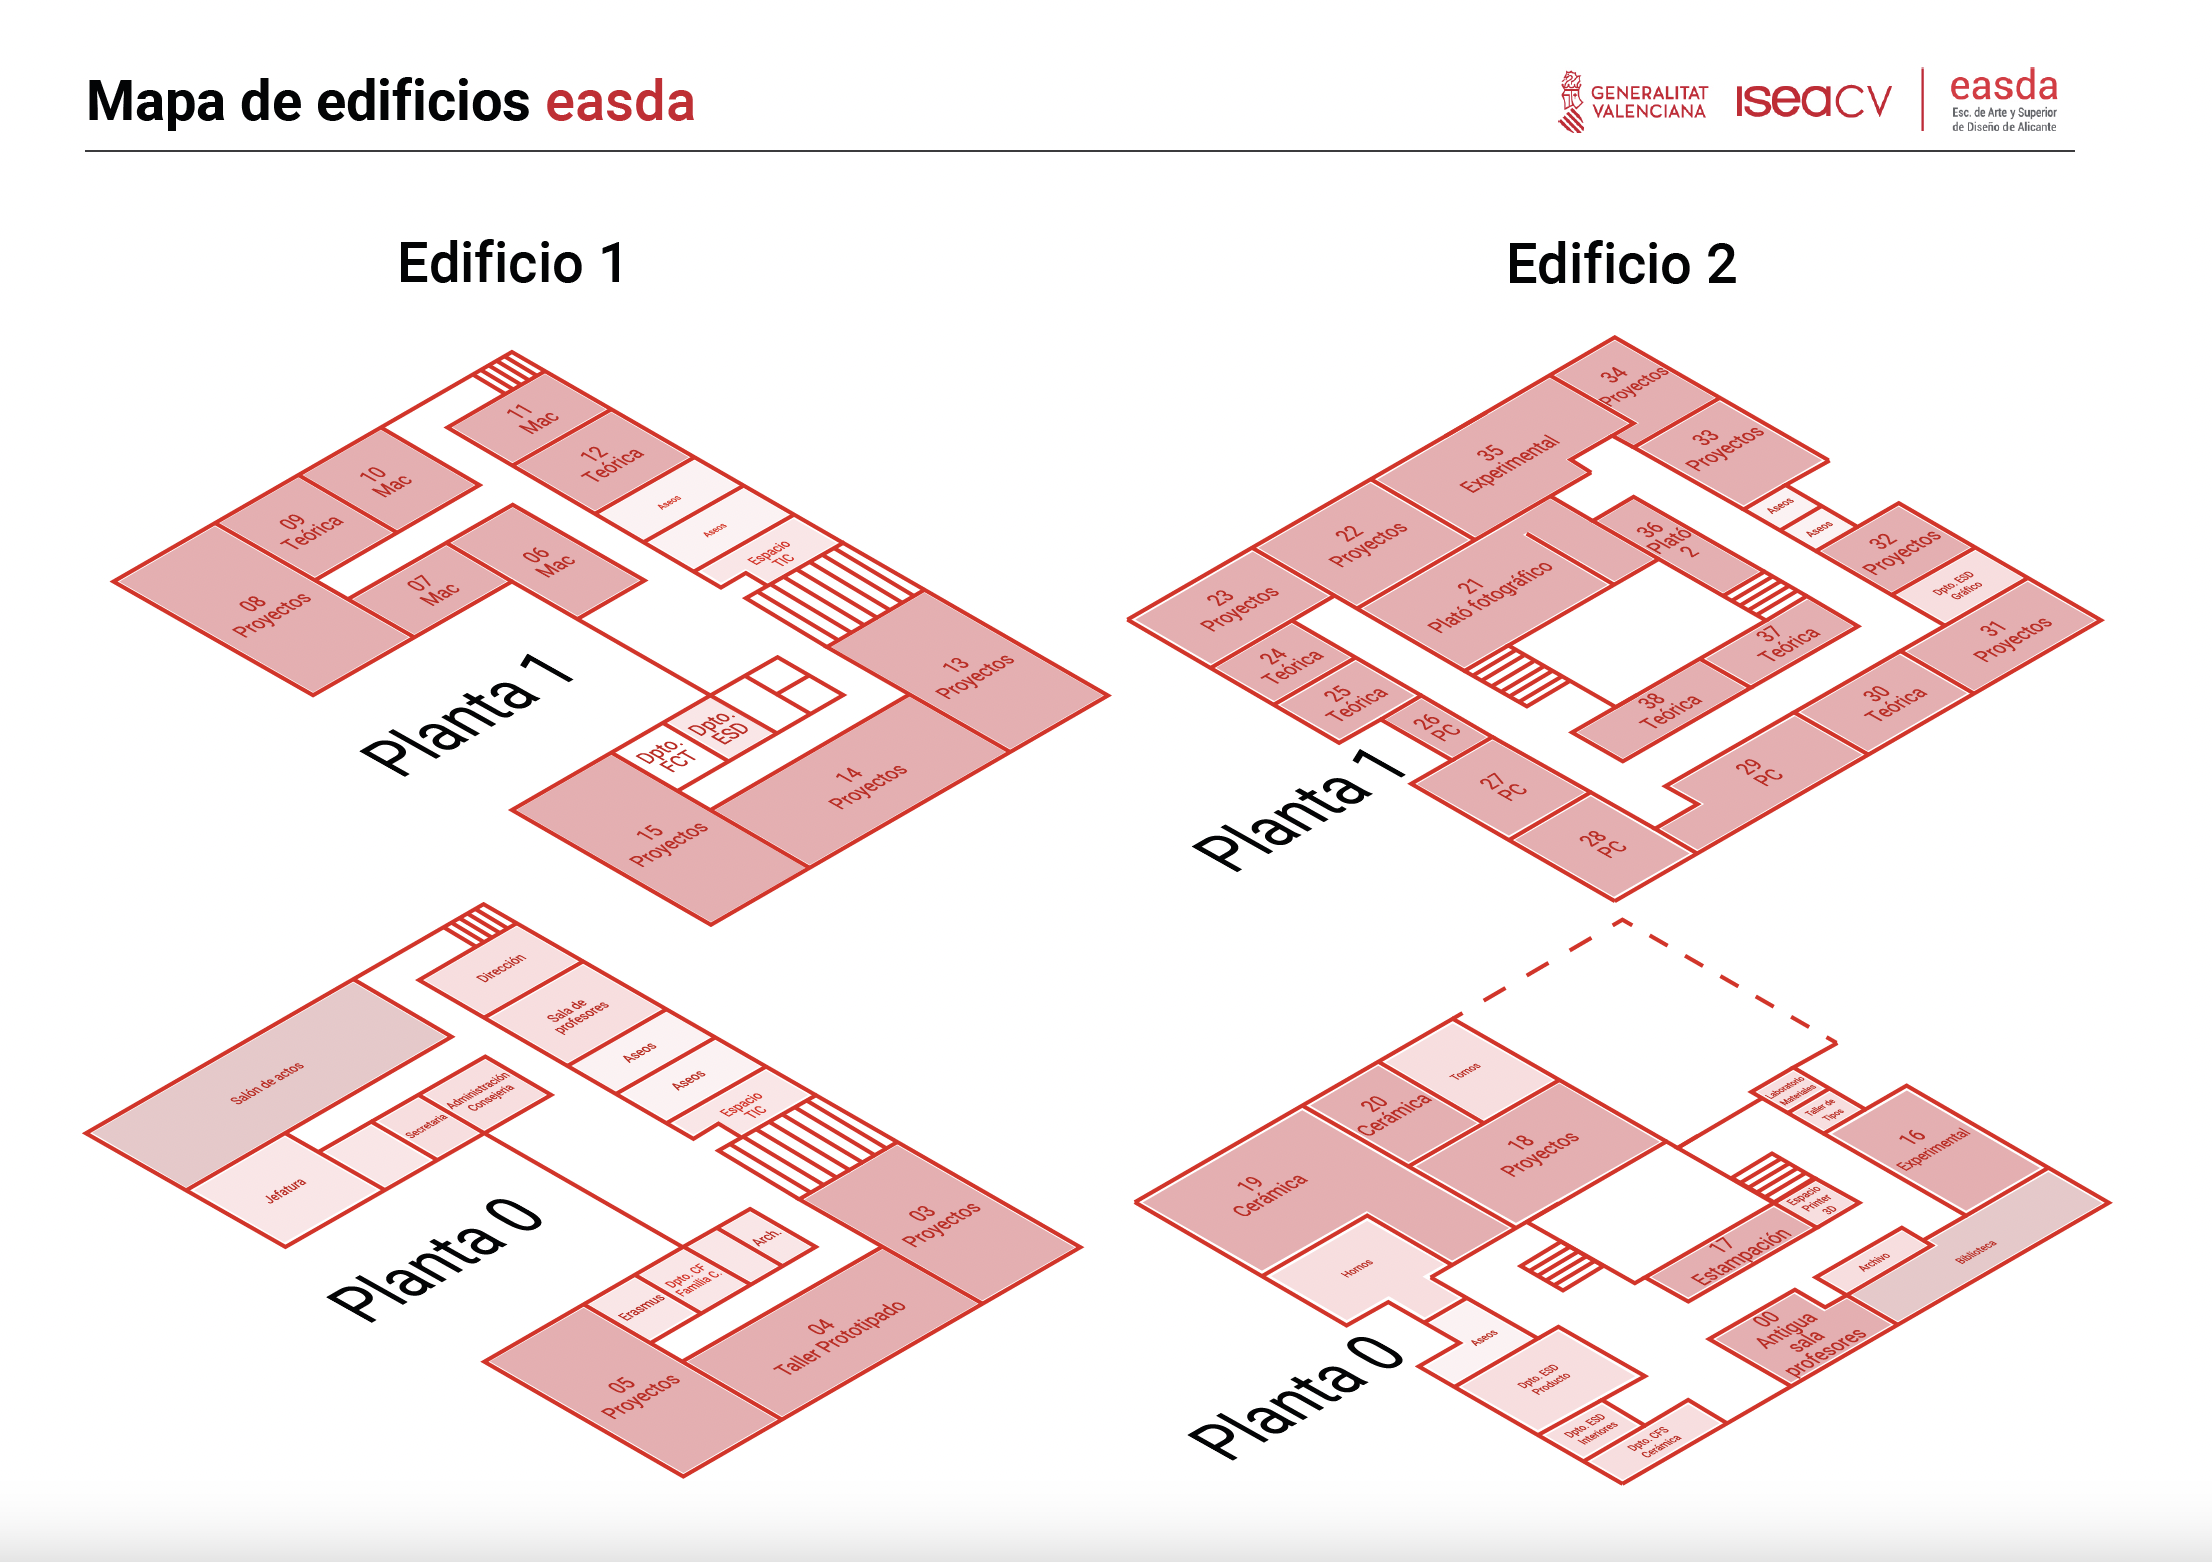 Mapa de edificios easda
GENERALITAT
VALENCIANA
ISeaCV
easda
Esc. de Arte y Superior
de Diseño de Alicante
Edificio 1
11
Mac
12
Teórica
10
Mac
09
Teórica
Aseos
Aseos
Espacio
TIC
06
Mac
07
Mac
08
Proyectos
13
Proyectos
Dpto.
ESD
Dpto.
FCT
14
Proyectos
15
Proyectos
Planta 1
Dirección
Sala de
profesores
Aseos
Aseos
Espacio
TIC
Salón de actos
Administración
Consejería
Secretaria
Jefatura
03
Proyectos
Arch.
Dpto. CF
Familia C.
Erasmus
04
Taller Prototipado
05
Proyectos
Planta 0
Edificio 2
34
Proyectos
33
Proyectos
35
Experimental
Aseos
Aseos
36
Plató
2
32
Proyectos
22
Proyectos
21
Plató fotográfico
Dpto. ESD
Gráfico
23
Proyectos
31
Proyectos
37
Teórica
24
Teórica
25
Teórica
38
Teórica
30
Teórica
26
PC
27
PC
29
PC
28
PC
Planta 1
Tornos
Laboratorio
Materiales
Taller de
Tipos
20
Cerámica
18
Proyectos
16
Experimental
19
Cerámica
Espacio
Printer
3D
17
Estampación
Hornos
Archivo
Biblioteca
Aseos
00
Antigua
sala
profesores
Dpto. ESD
Producto
Dpto. ESD
Interiores
Dpto. CFS
Cerámica
Planta 0